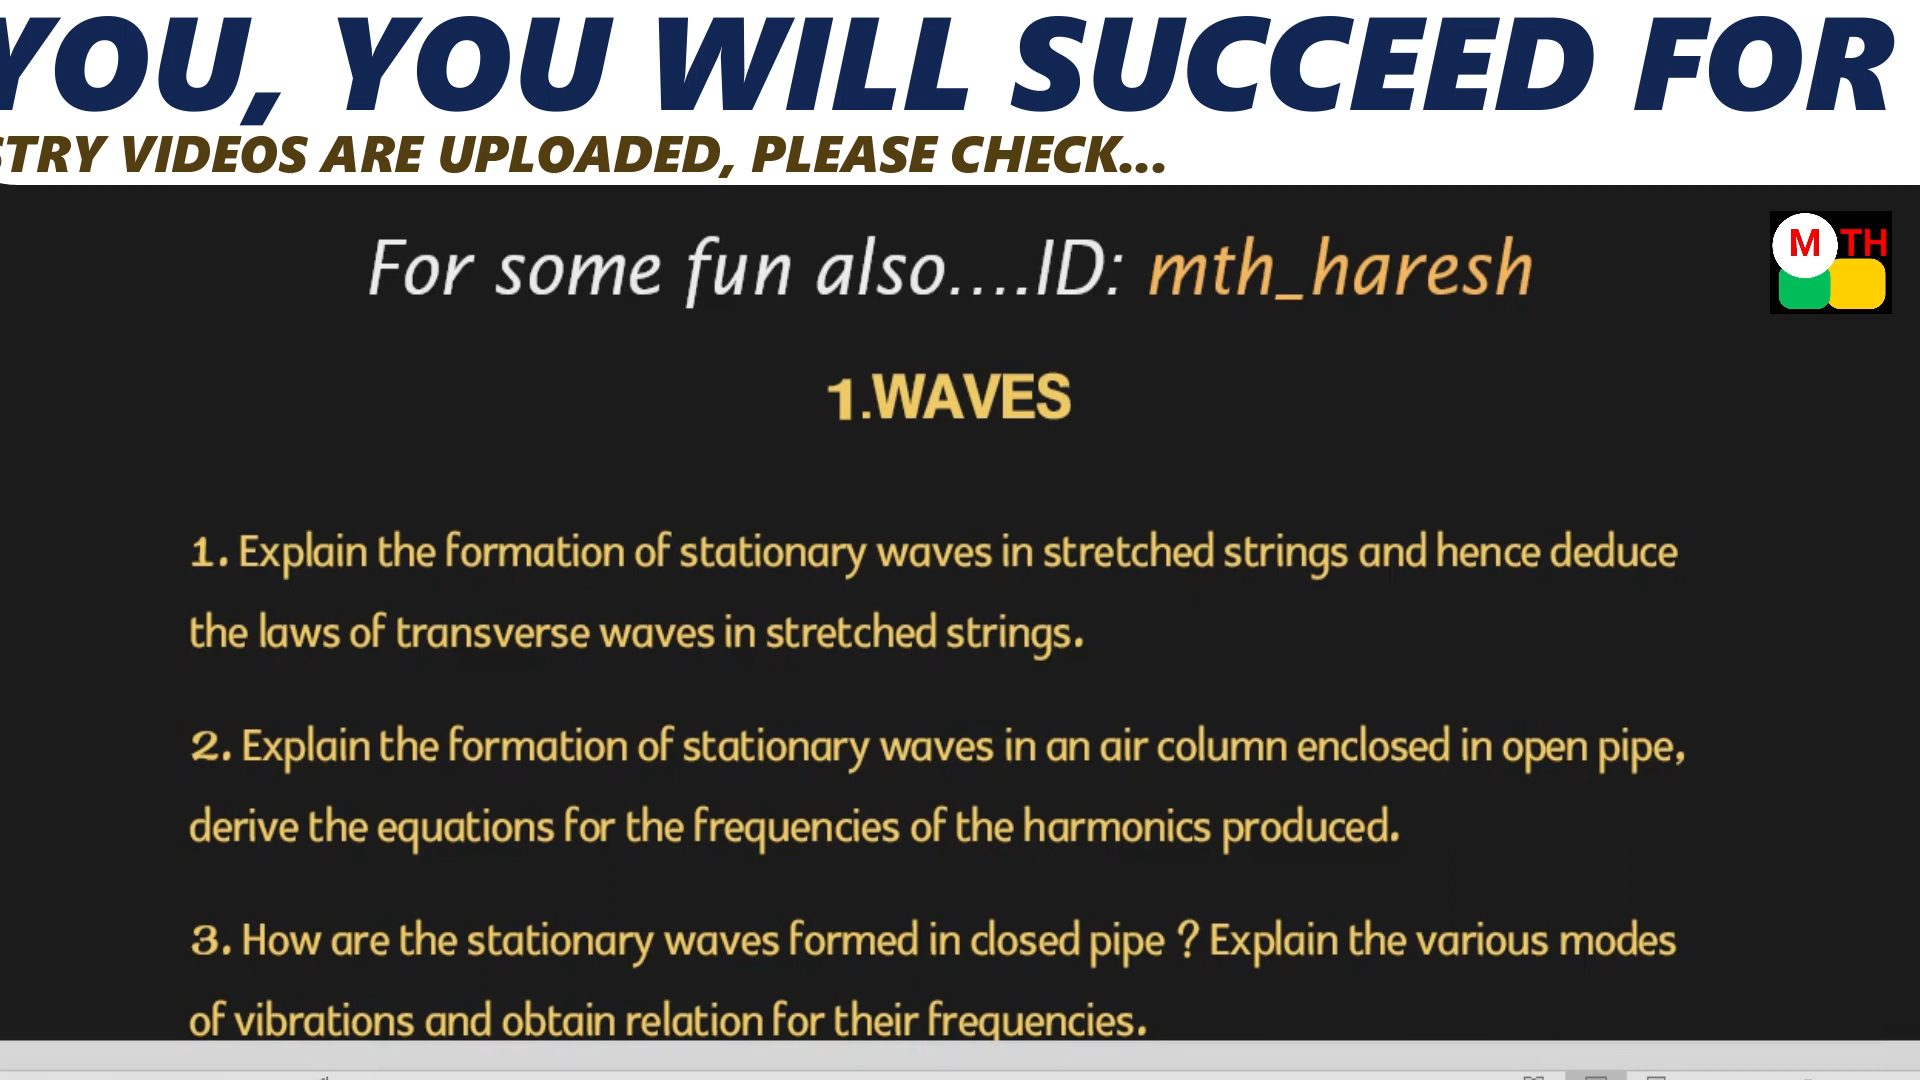 YOU, YOU WILL SUCCEED FOR
STRY VIDEOS ARE UPLOADED, PLEASE CHECK...
For some fun also....ID: mth_haresh
M TH
1.WAVES
1. Explain the formation of stationary waves in stretched strings and hence deduce
the laws of transverse waves in stretched strings.
2. Explain the formation of stationary waves in an air column enclosed in open pipe,
derive the equations for the frequencies of the harmonics produced.
3. How are the stationary waves formed in closed pipe ? Explain the various modes
of vibrations and obtain relation for their frequencies.